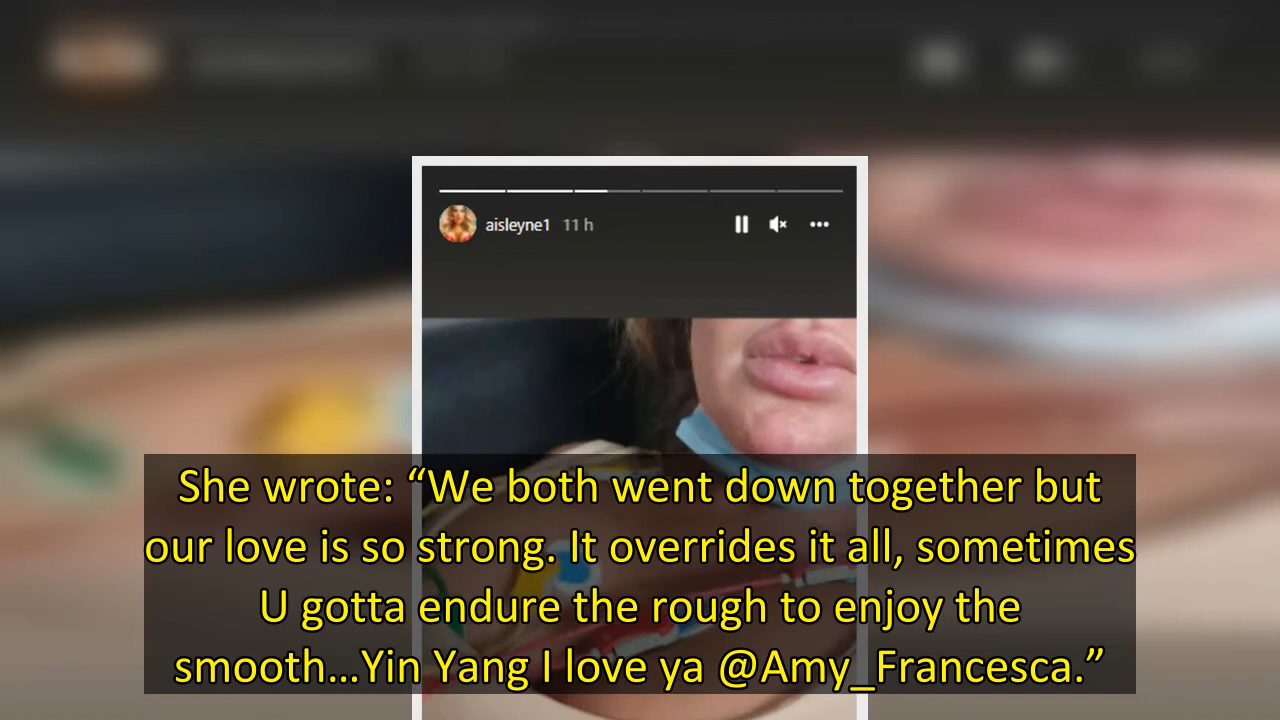 aisleyne1 11 h
She wrote: “We both went down together but
our love is so strong. It overrides it all, sometimes
U gotta endure the rough to enjoy the
smooth...Yin Yang I love ya @Amy_Francesca.”